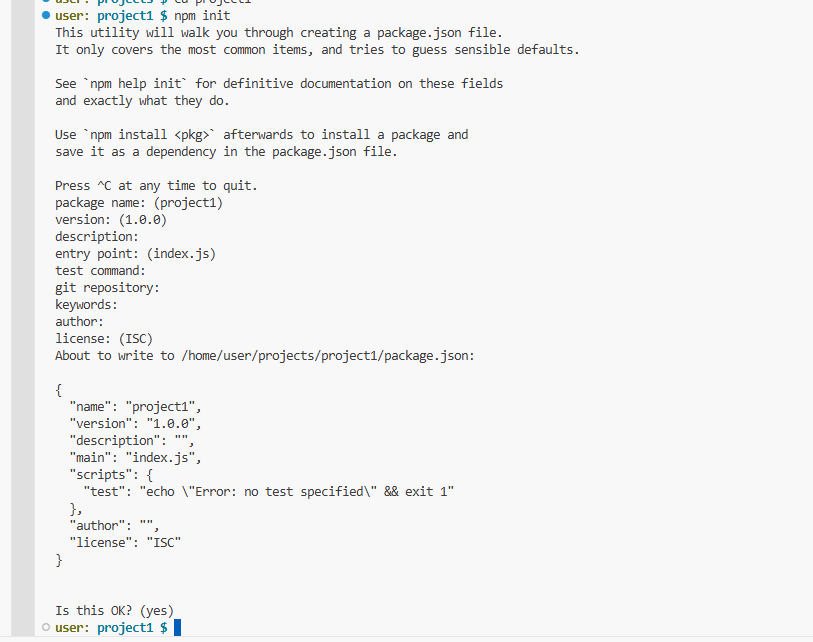 user: projects $ cd project1
user: project1 $ npm init
This utility will walk you through creating a package.json file.
It only covers the most common items, and tries to guess sensible defaults.
See `npm help init` for definitive documentation on these fields
and exactly what they do.
Use `npm install <pkg>` afterwards to install a package and
save it as a dependency in the package.json file.
Press ^C at any time to quit.
package name: (project1)
version: (1.0.0)
description:
entry point: (index.js)
test command:
git repository:
keywords:
author:
license: (ISC)
About to write to /home/user/projects/project1/package.json:
{
  "name": "project1",
  "version": "1.0.0",
  "description": "",
  "main": "index.js",
  "scripts": {
    "test": "echo \"Error: no test specified\" && exit 1"
  },
  "author": "",
  "license": "ISC"
}
Is this OK? (yes)
user: project1 $